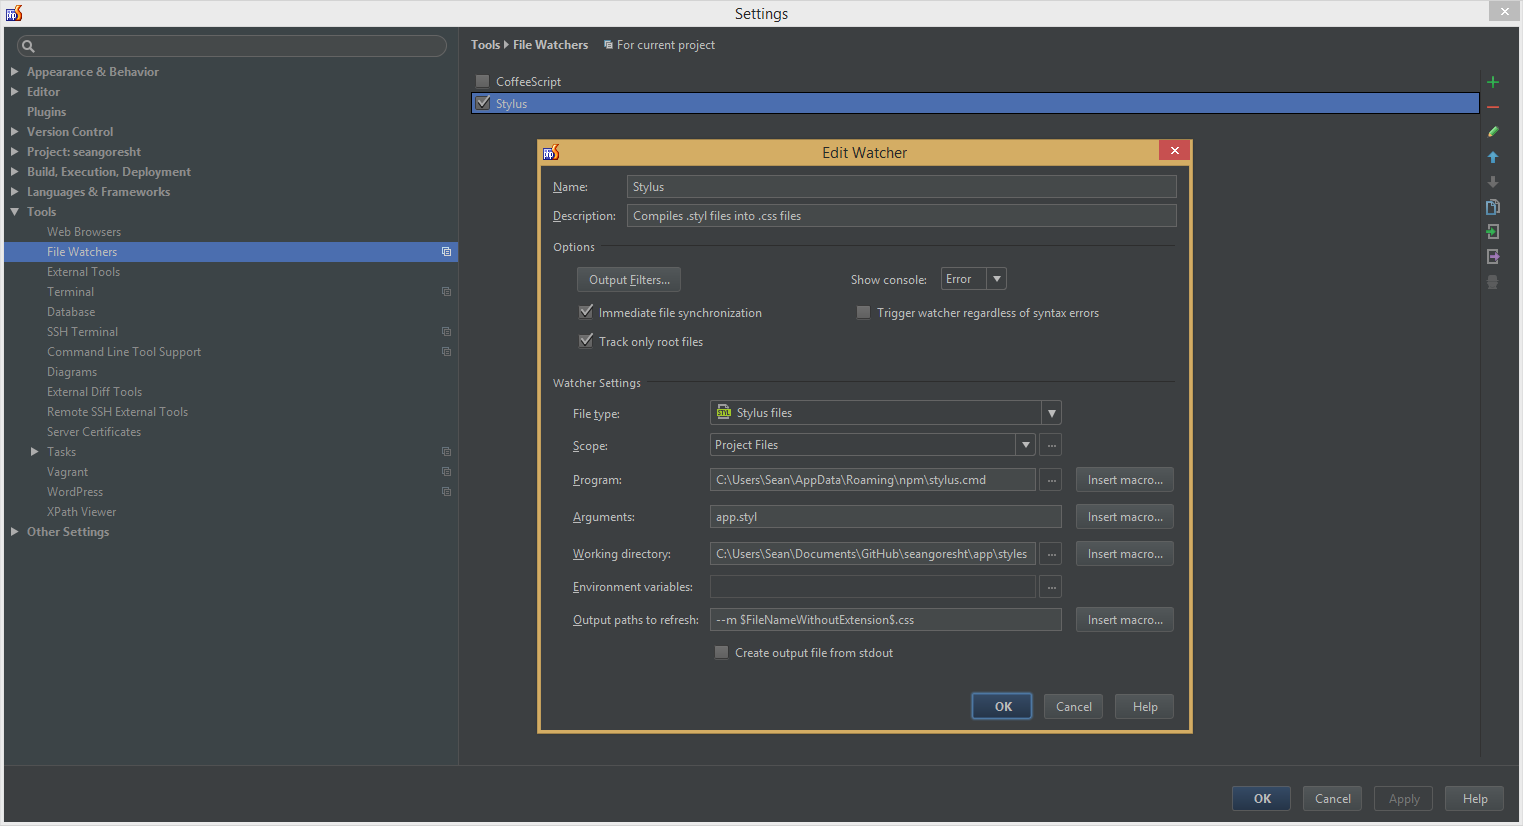 Settings
Appearance & Behavior
Editor
Plugins
Version Control
Project: seangoresht
Build, Execution, Deployment
Languages & Frameworks
Tools
Web Browsers
File Watchers
External Tools
Terminal
Database
SSH Terminal
Command Line Tool Support
Diagrams
External Diff Tools
Remote SSH External Tools
Server Certificates
Tasks
Vagrant
WordPress
XPath Viewer
Other Settings
Tools File Watchers For current project
CoffeeScript
Stylus
Edit Watcher
Name: Stylus
Description: Compiles .styl files into .css files
Options
Output Filters... Show console: Error
Immediate file synchronization Trigger watcher regardless of syntax errors
Track only root files
Watcher Settings
File type: Stylus files
Scope: Project Files ...
Program: C:\Users\Sean\AppData\Roaming\npm\stylus.cmd ... Insert macro...
Arguments: app.styl Insert macro...
Working directory: C:\Users\Sean\Documents\GitHub\seangoresht\app\styles ... Insert macro...
Environment variables: ...
Output paths to refresh: --m $FileNameWithoutExtension$.css Insert macro...
Create output file from stdout
OK Cancel Help
OK Cancel Apply Help